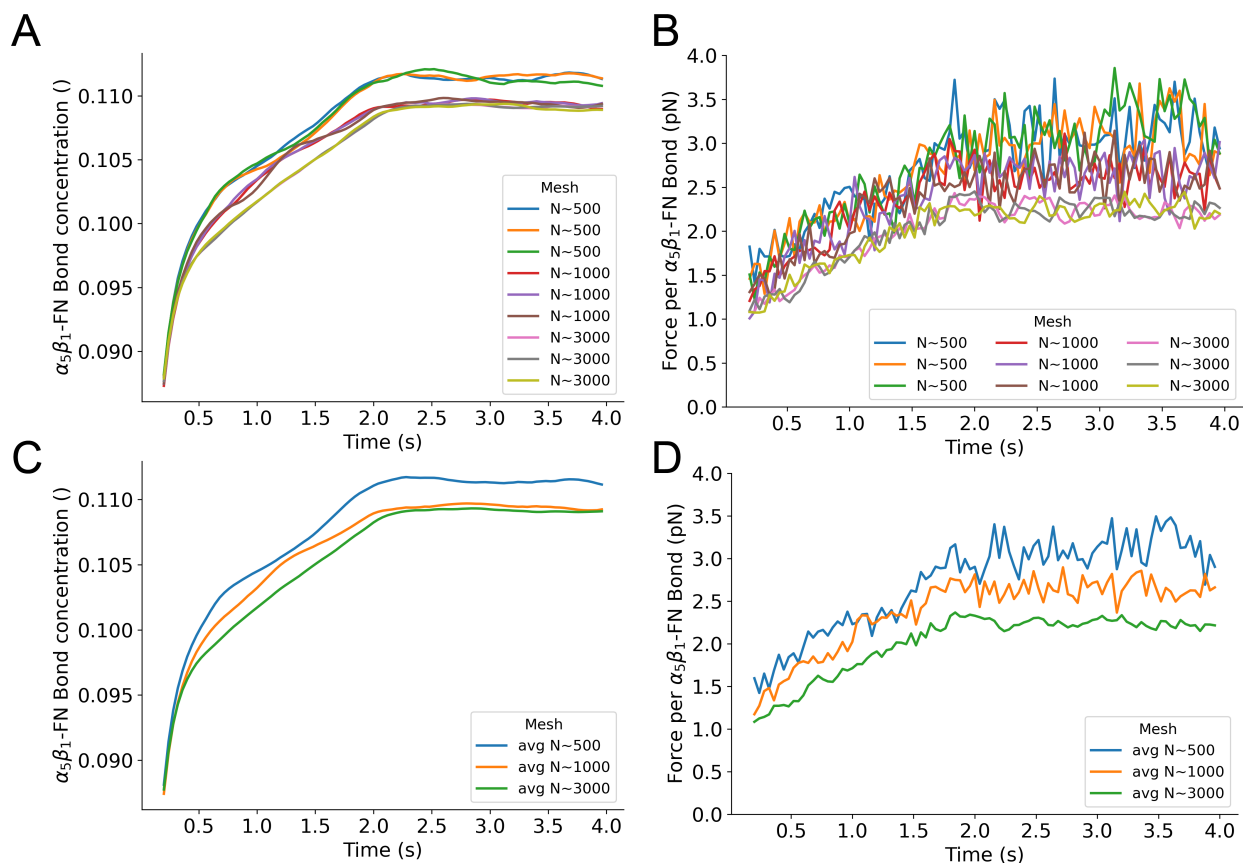 A
α₅β₁-FN Bond concentration ()
0.110
0.105
0.100
0.095
0.090
0.5 1.0 1.5 2.0 2.5 3.0 3.5 4.0
Time (s)
Mesh
N~500
N~500
N~500
N~1000
N~1000
N~1000
N~3000
N~3000
N~3000
B
Force per α₅β₁-FN Bond (pN)
4.0
3.5
3.0
2.5
2.0
1.5
1.0
0.5
0.0
0.5 1.0 1.5 2.0 2.5 3.0 3.5 4.0
Time (s)
Mesh
N~500 N~1000 N~3000
N~500 N~1000 N~3000
N~500 N~1000 N~3000
C
α₅β₁-FN Bond concentration ()
0.110
0.105
0.100
0.095
0.090
0.5 1.0 1.5 2.0 2.5 3.0 3.5 4.0
Time (s)
Mesh
avg N~500
avg N~1000
avg N~3000
D
Force per α₅β₁-FN Bond (pN)
4.0
3.5
3.0
2.5
2.0
1.5
1.0
0.5
0.0
0.5 1.0 1.5 2.0 2.5 3.0 3.5 4.0
Time (s)
Mesh
avg N~500
avg N~1000
avg N~3000